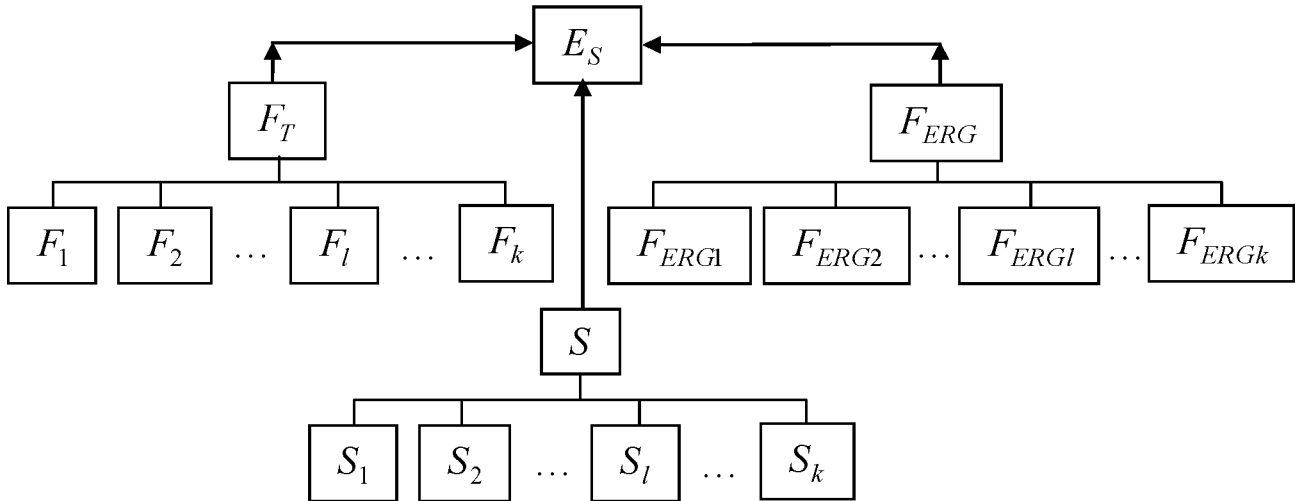 E_S
F_T F_ERG
F_1 F_2 … F_l … F_k F_ERG1 F_ERG2 … F_ERGl … F_ERGk
S
S_1 S_2 … S_l … S_k